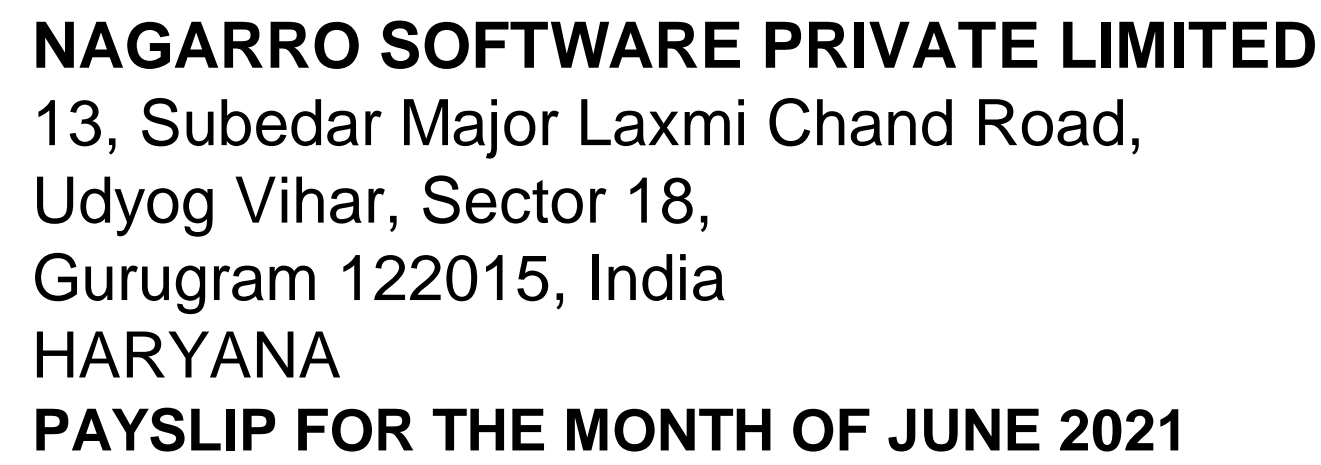 NAGARRO SOFTWARE PRIVATE LIMITED
13, Subedar Major Laxmi Chand Road,
Udyog Vihar, Sector 18,
Gurugram 122015, India
HARYANA
PAYSLIP FOR THE MONTH OF JUNE 2021